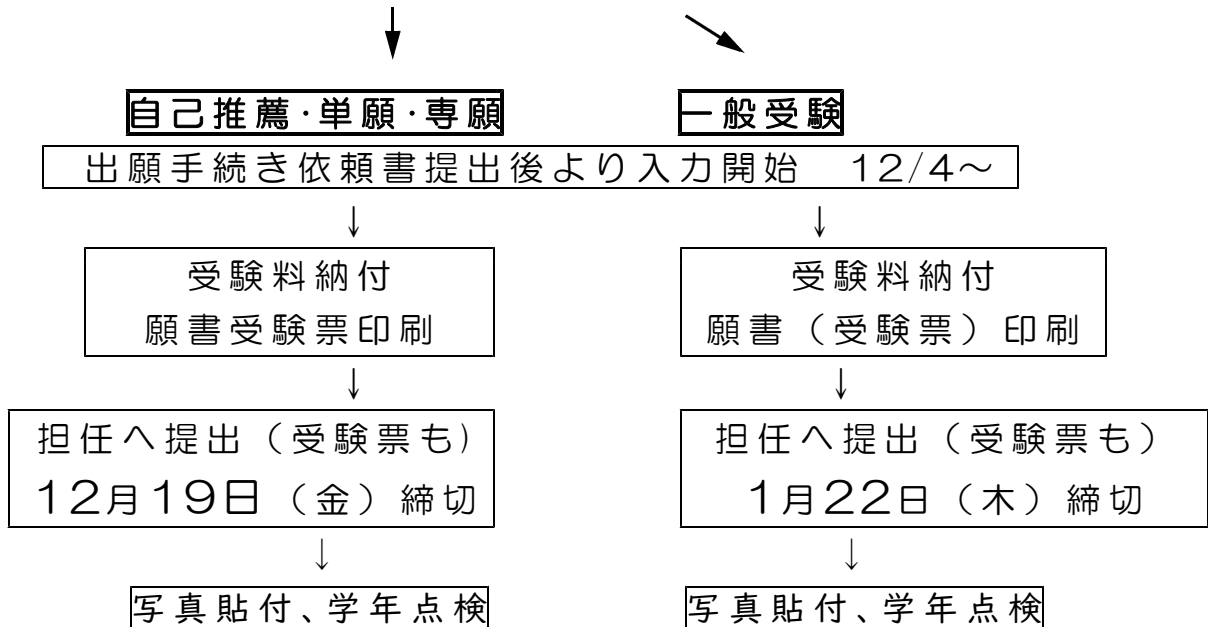 自己推薦・単願・専願
一般受験
出願手続き依頼書提出後より入力開始　12/4～
受験料納付
願書受験票印刷
受験料納付
願書（受験票）印刷
担任へ提出（受験票も）
12月19日（金）締切
担任へ提出（受験票も）
1月22日（木）締切
写真貼付、学年点検
写真貼付、学年点検